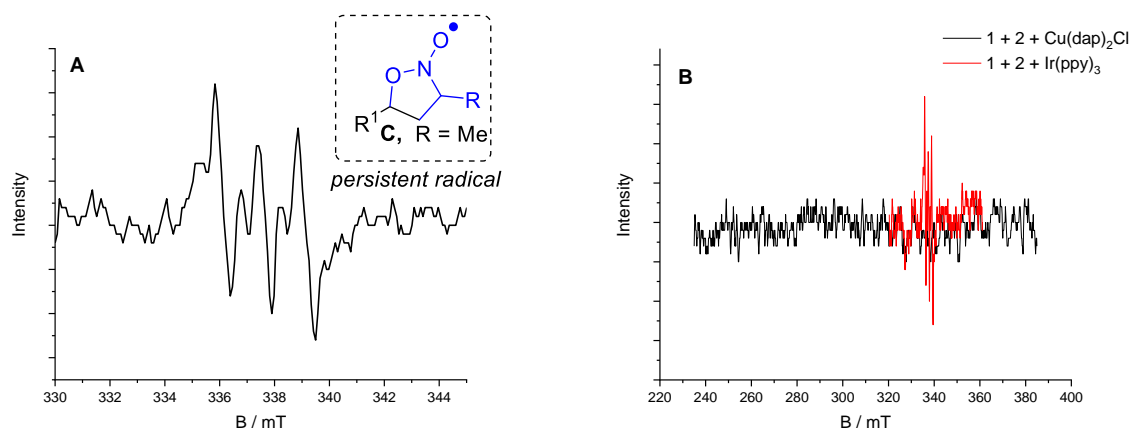 A
O•
O
N
R
R¹
C, R = Me
persistent radical
Intensity
330 332 334 336 338 340 342 344
B / mT
B
1 + 2 + Cu(dap)₂Cl
1 + 2 + Ir(ppy)₃
Intensity
220 240 260 280 300 320 340 360 380 400
B / mT